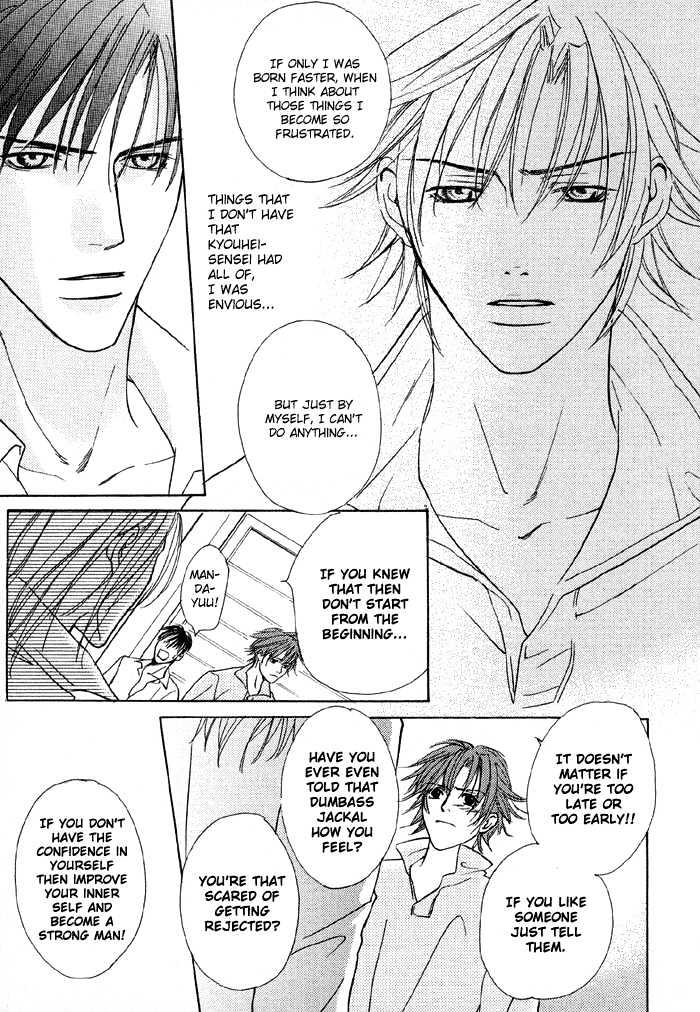 IF ONLY I WAS
BORN FASTER, WHEN
I THINK ABOUT
THOSE THINGS I
BECOME SO
FRUSTRATED.
THINGS THAT
I DON'T HAVE
THAT
KYOUHEI-
SENSEI HAD
ALL OF,
I WAS
ENVIOUS...
BUT JUST BY
MYSELF, I CAN'T
DO ANYTHING...
IF YOU KNEW
THAT THEN
DON'T START
FROM THE
BEGINNING...
MAN-
DA-
YUU!
IT DOESN'T
MATTER IF
YOU'RE TOO
LATE OR
TOO EARLY!!
IF YOU LIKE
SOMEONE
JUST TELL
THEM.
HAVE YOU
EVER EVEN
TOLD THAT
DUMBASS
JACKAL
HOW YOU
FEEL?
YOU'RE THAT
SCARED OF
GETTING
REJECTED?
IF YOU DON'T
HAVE THE
CONFIDENCE IN
YOURSELF
THEN IMPROVE
YOUR INNER
SELF AND
BECOME A
STRONG MAN!